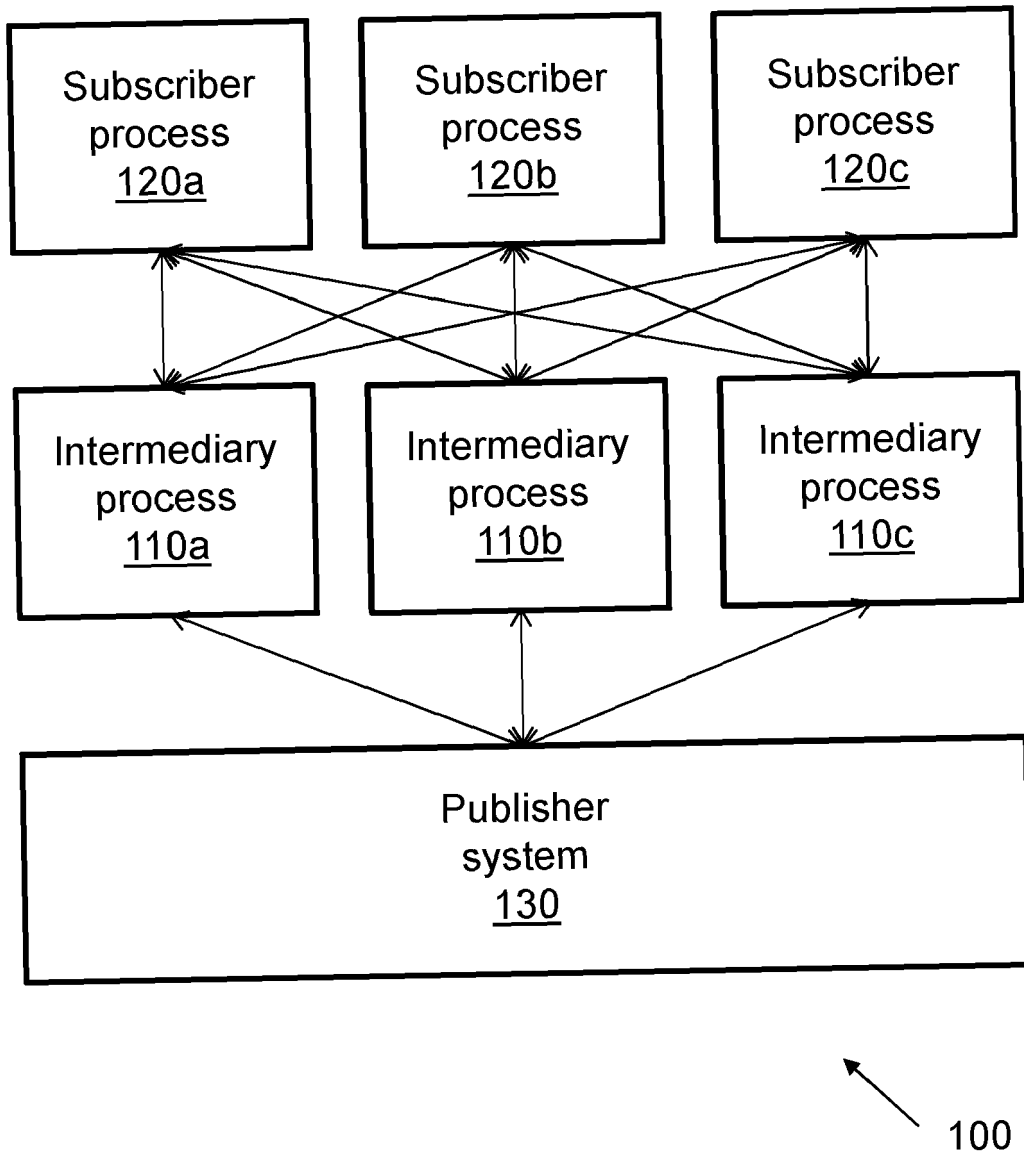 Subscriber
process
120a
Subscriber
process
120b
Subscriber
process
120c
Intermediary
process
110a
Intermediary
process
110b
Intermediary
process
110c
Publisher
system
130
100